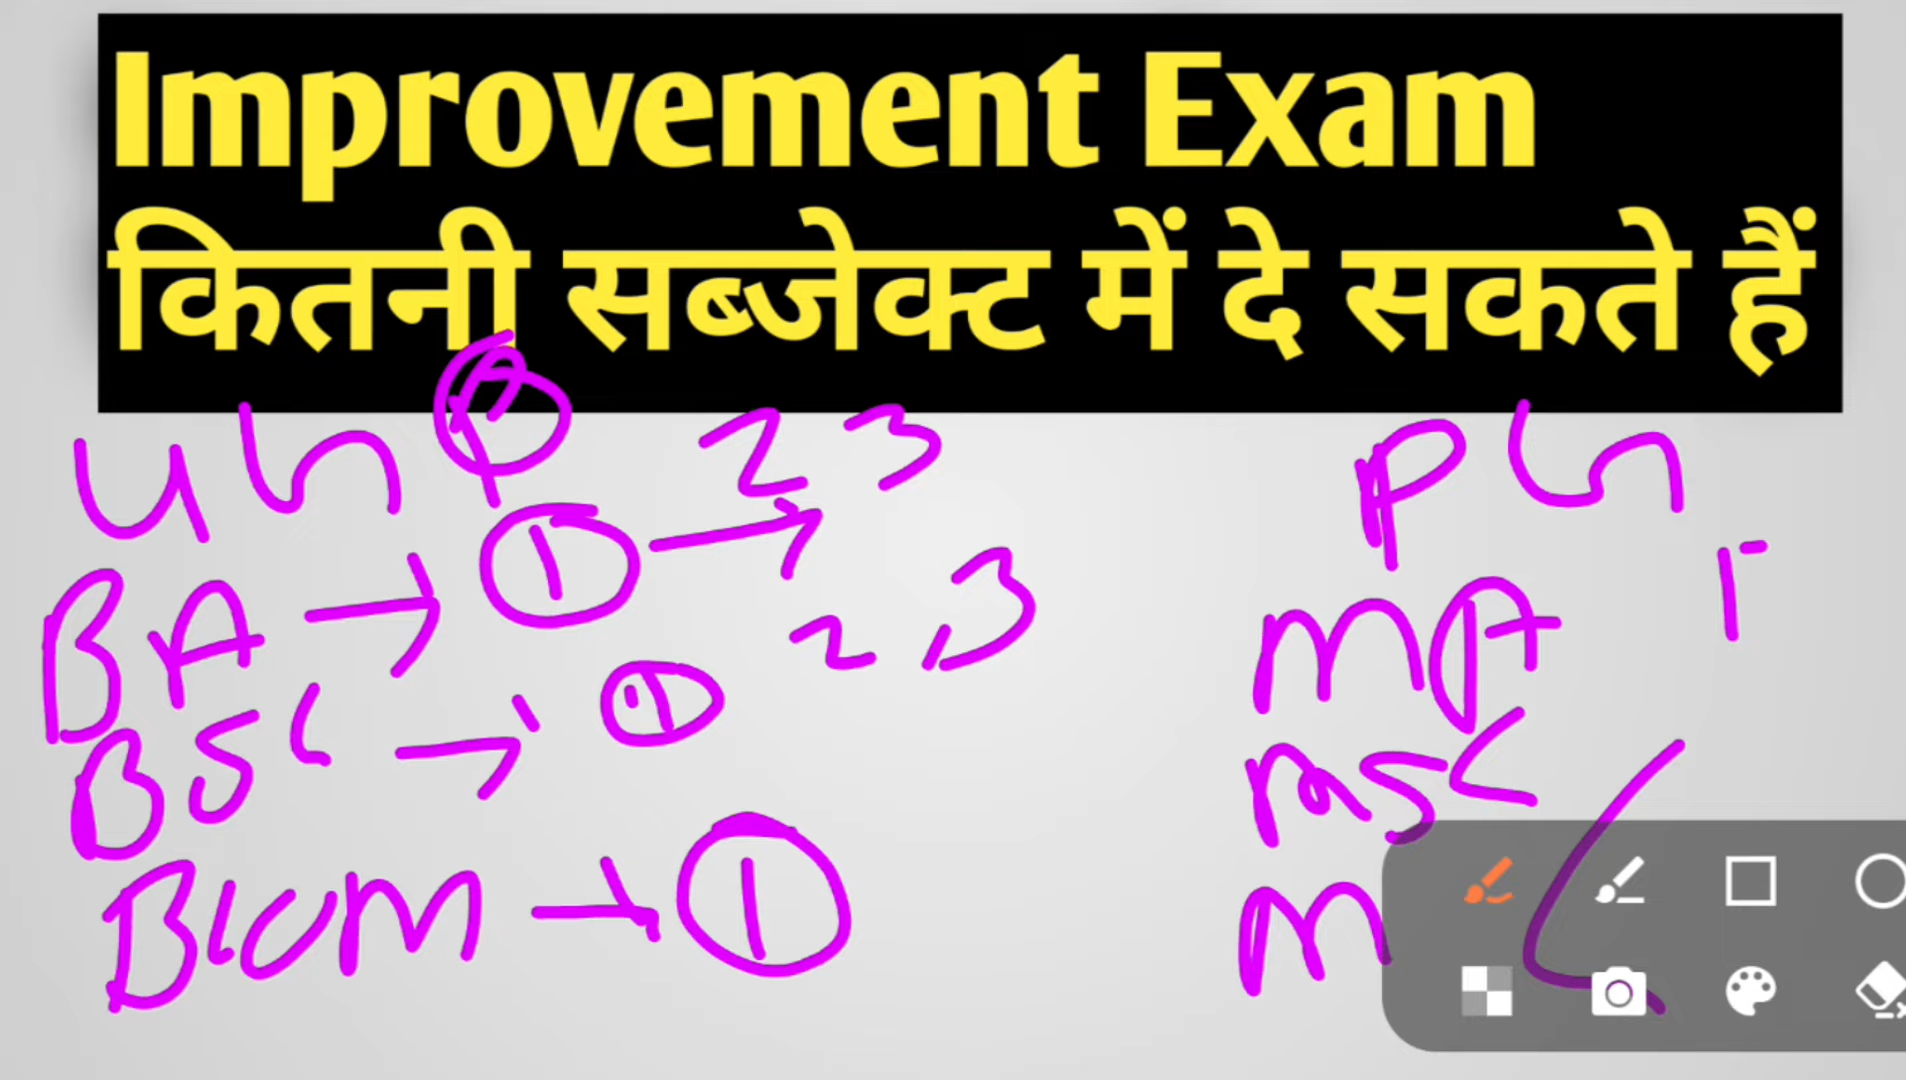 Improvement Exam
कितनी सब्जेक्ट में दे सकते हैं
UG P 2 3
BA → 1 →
2,3
BSC → 1
BCOM → 1
PG
MA
MSC
M